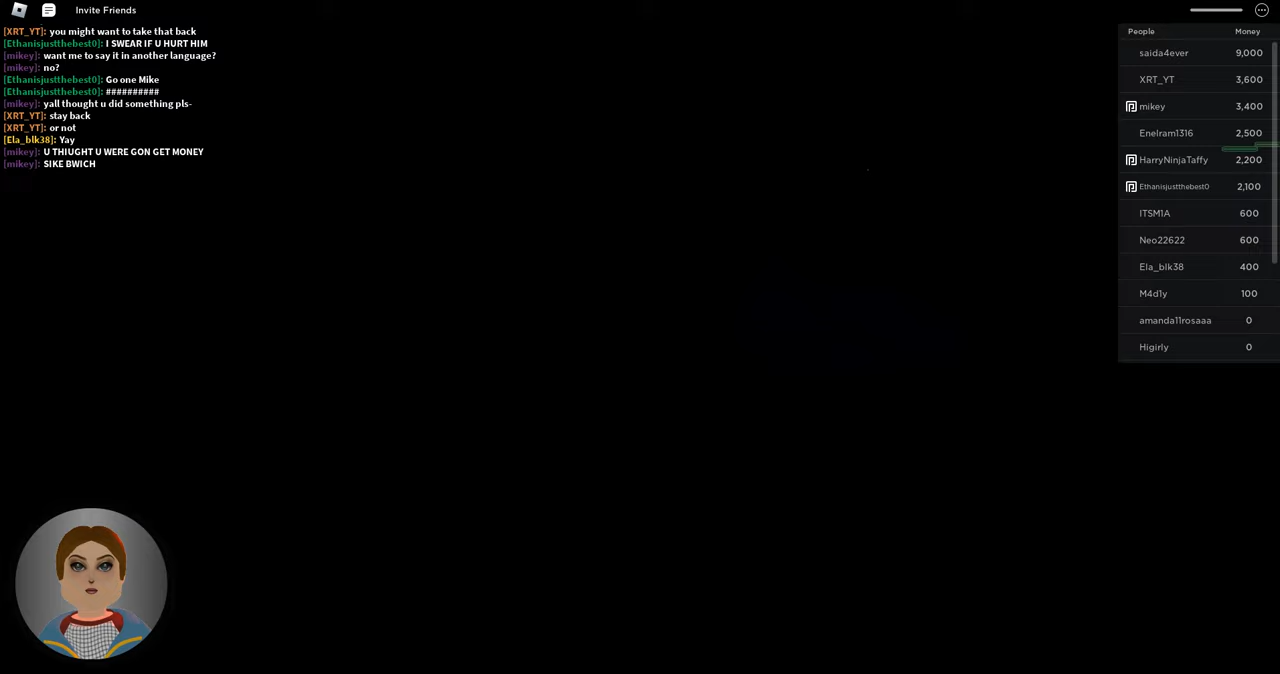 Invite Friends
[XRT_YT]: you might want to take that back
[Ethanisjustthebest0]: I SWEAR IF U HURT HIM
[mikey]: want me to say it in another language?
[mikey]: no?
[Ethanisjustthebest0]: Go one Mike
[Ethanisjustthebest0]: ##########
[mikey]: yall thought u did something pls-
[XRT_YT]: stay back
[XRT_YT]: or not
[Ela_blk38]: Yay
[mikey]: U THIUGHT U WERE GON GET MONEY
[mikey]: SIKE BWICH
People Money
saida4ever 9,000
XRT_YT 3,600
mikey 3,400
Enelram1316 2,500
HarryNinjaTaffy 2,200
Ethanisjustthebest0 2,100
ITSM1A 600
Neo22622 600
Ela_blk38 400
M4d1y 100
amanda11rosaaa 0
Higirly 0